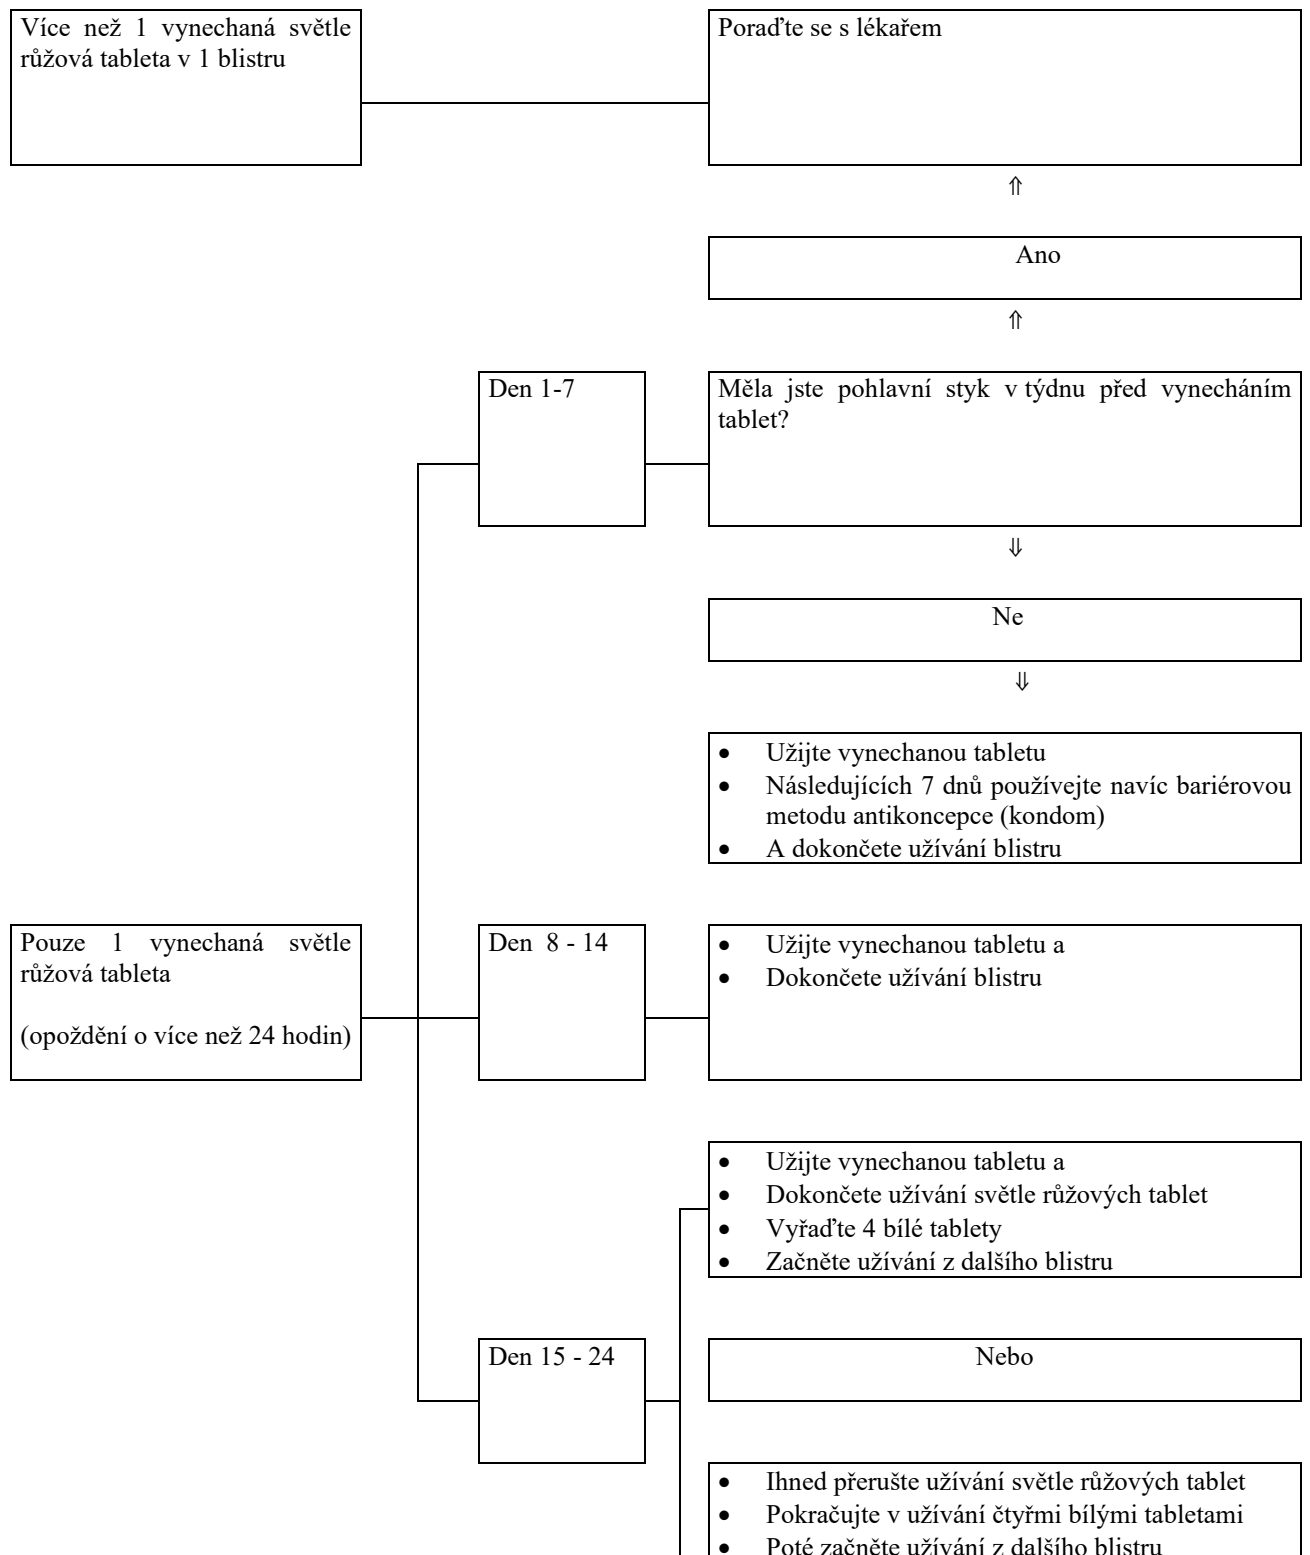 Více než 1 vynechaná světle
růžová tableta v 1 blistru
Poraďte se s lékařem
⇑
Ano
⇑
Den 1-7
Měla jste pohlavní styk v týdnu před vynecháním
tablet?
⇓
Ne
⇓
• Užijte vynechanou tabletu
• Následujících 7 dnů používejte navíc bariérovou
metodu antikoncepce (kondom)
• A dokončete užívání blistru
Pouze 1 vynechaná světle
růžová tableta
(opoždění o více než 24 hodin)
Den 8 - 14
• Užijte vynechanou tabletu a
• Dokončete užívání blistru
• Užijte vynechanou tabletu a
• Dokončete užívání světle růžových tablet
• Vyřaďte 4 bílé tablety
• Začněte užívání z dalšího blistru
Den 15 - 24
Nebo
• Ihned přerušte užívání světle růžových tablet
• Pokračujte v užívání čtyřmi bílými tabletami
• Poté začněte užívání z dalšího blistru